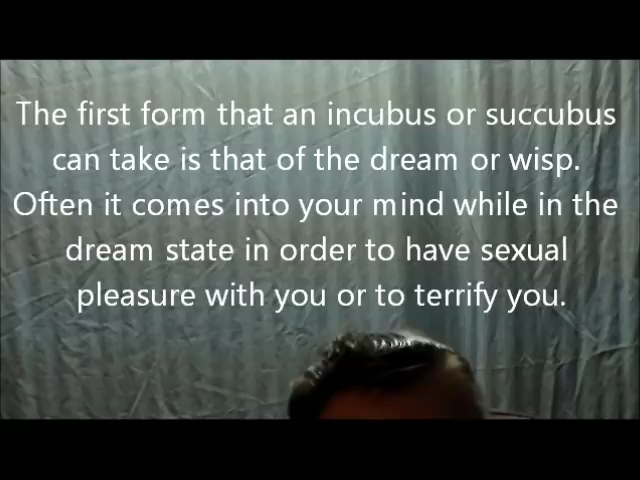 The first form that an incubus or succubus
can take is that of the dream or wisp.
Often it comes into your mind while in the
dream state in order to have sexual
pleasure with you or to terrify you.